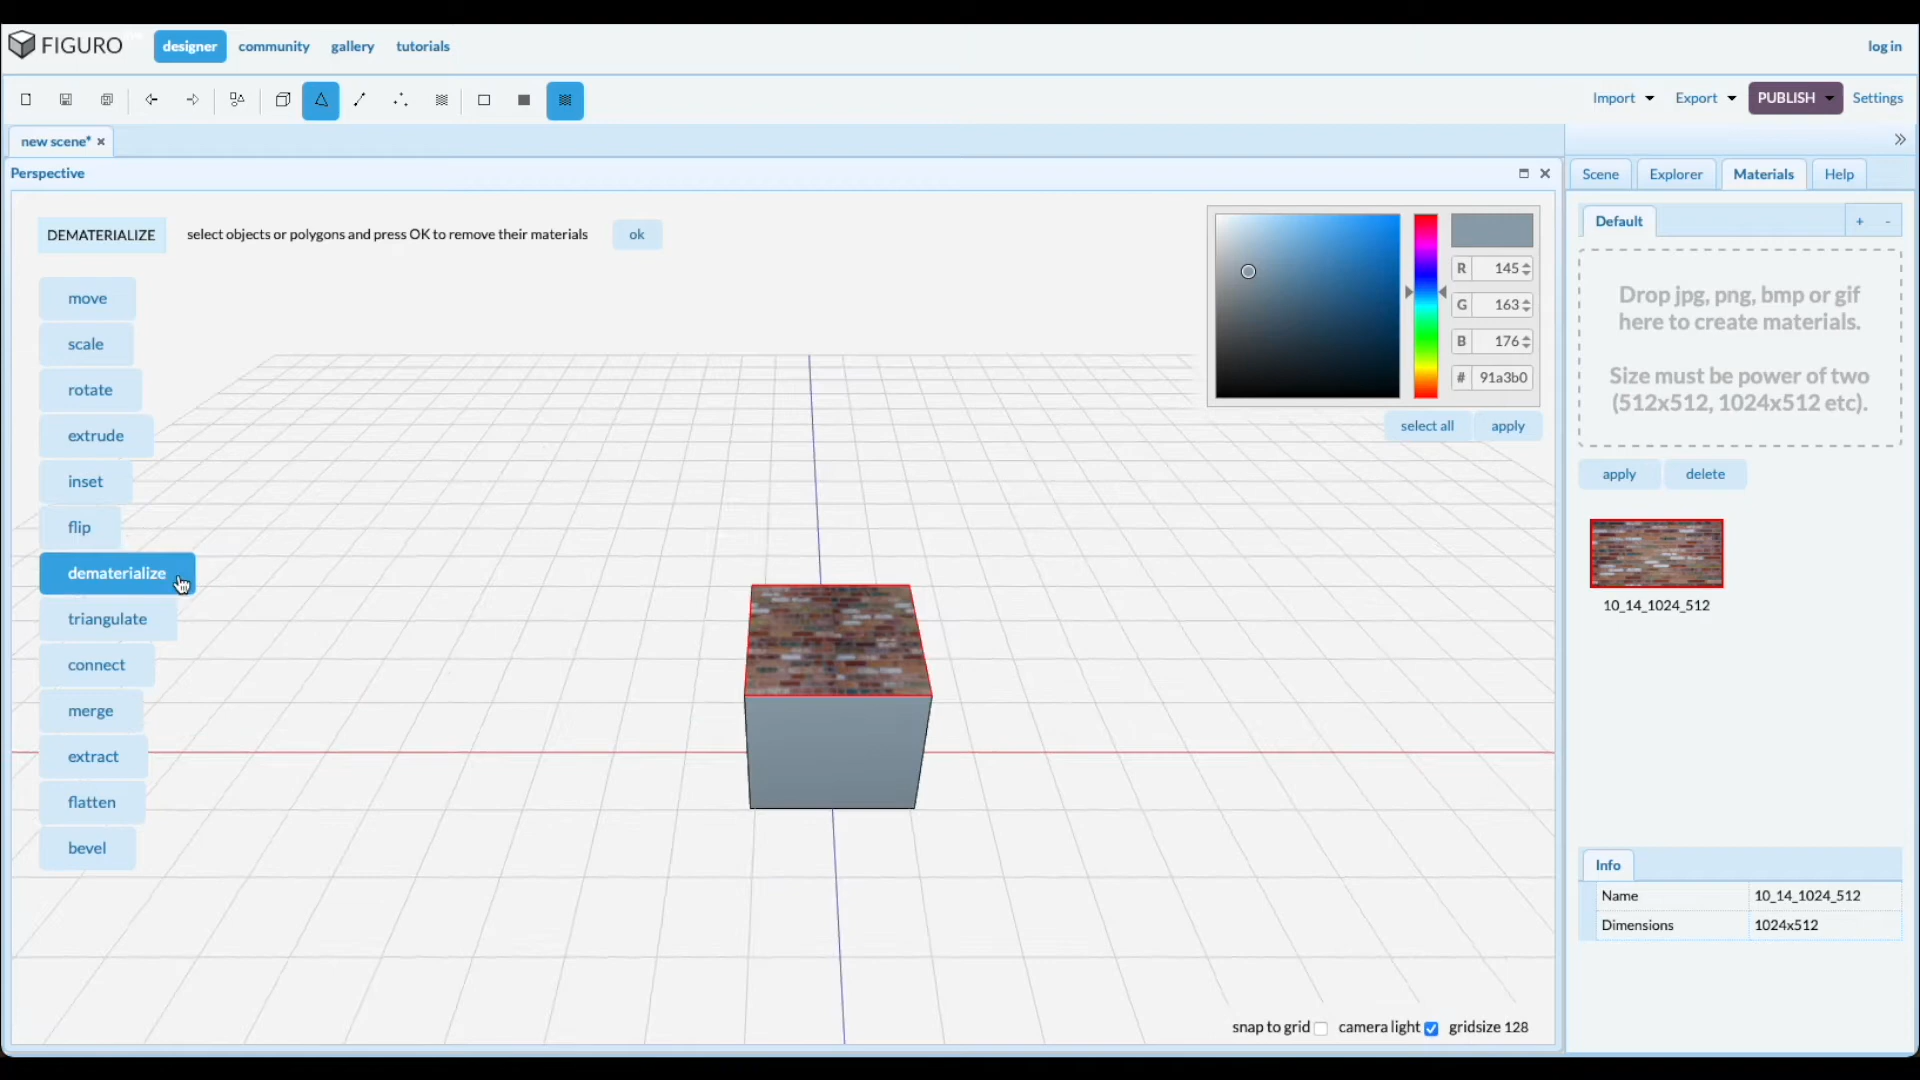 FIGURO
designer
community
gallery
tutorials
log in
Import
Export
PUBLISH
Settings
new scene*
Perspective
Scene
Explorer
Materials
Help
DEMATERIALIZE
select objects or polygons and press OK to remove their materials
ok
move
scale
rotate
extrude
inset
flip
dematerialize
triangulate
connect
merge
extract
flatten
bevel
R 145
G 163
B 176
# 91a3b0
select all
apply
snap to grid
camera light
gridsize 128
Default
+ -
Drop jpg, png, bmp or gif
here to create materials.
Size must be power of two
(512x512, 1024x512 etc).
apply
delete
10_14_1024_512
Info
Name 10_14_1024_512
Dimensions 1024x512